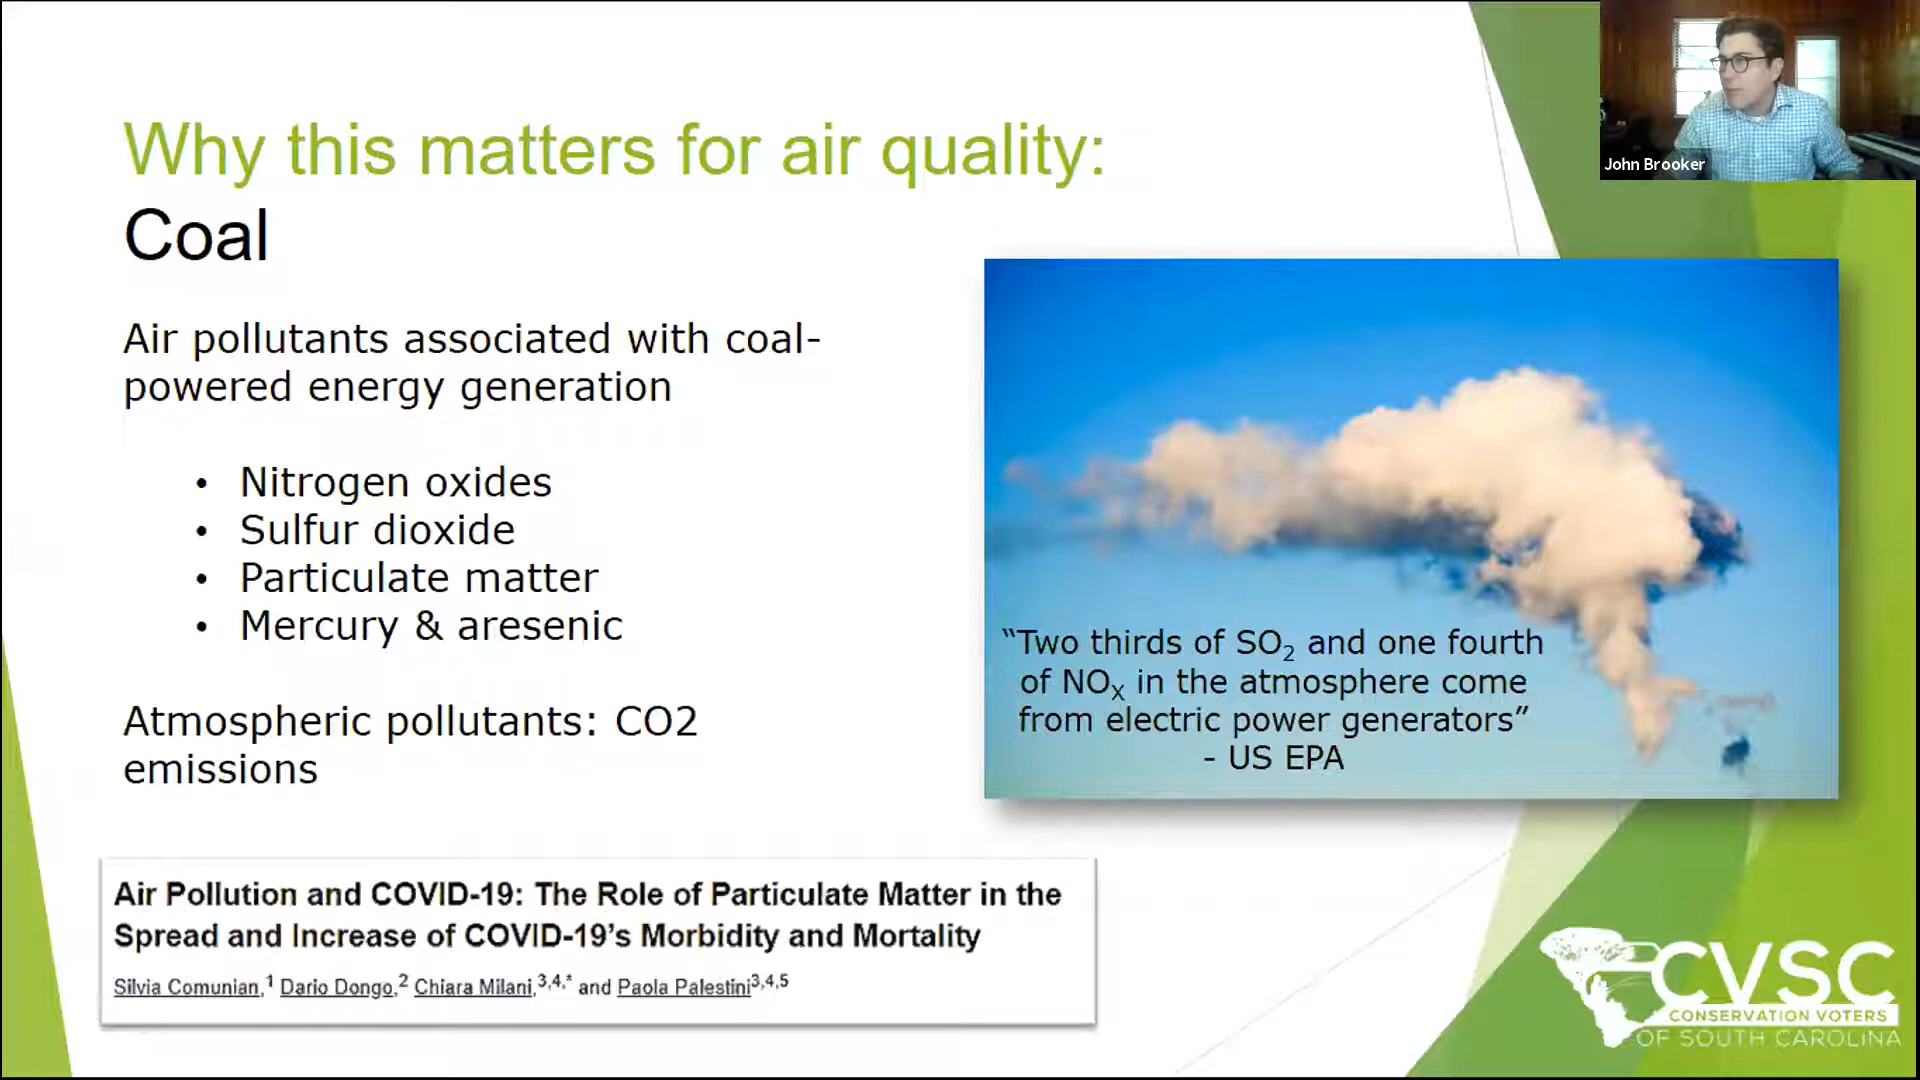 Why this matters for air quality:
Coal
Air pollutants associated with coal-
powered energy generation
• Nitrogen oxides
• Sulfur dioxide
• Particulate matter
• Mercury & aresenic
Atmospheric pollutants: CO2
emissions
“Two thirds of SO₂ and one fourth
of NOₓ in the atmosphere come
from electric power generators”
- US EPA
Air Pollution and COVID-19: The Role of Particulate Matter in the
Spread and Increase of COVID-19’s Morbidity and Mortality
Silvia Comunian,¹ Dario Dongo,² Chiara Milani,³,⁴,* and Paola Palestini³,⁴,⁵
John Brooker
CVSC
CONSERVATION VOTERS
OF SOUTH CAROLINA